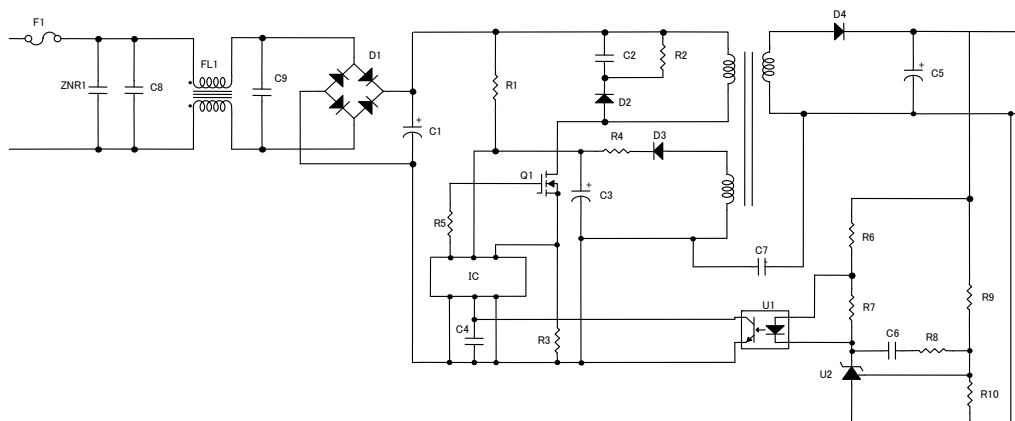 F1
D4
FL1
D1
C2
R2
ZNR1
C8
C9
R1
C5
D2
C1
R4
D3
Q1
C3
R5
R6
C7
IC
R9
U1
R7
C4
R3
C6
R8
U2
R10